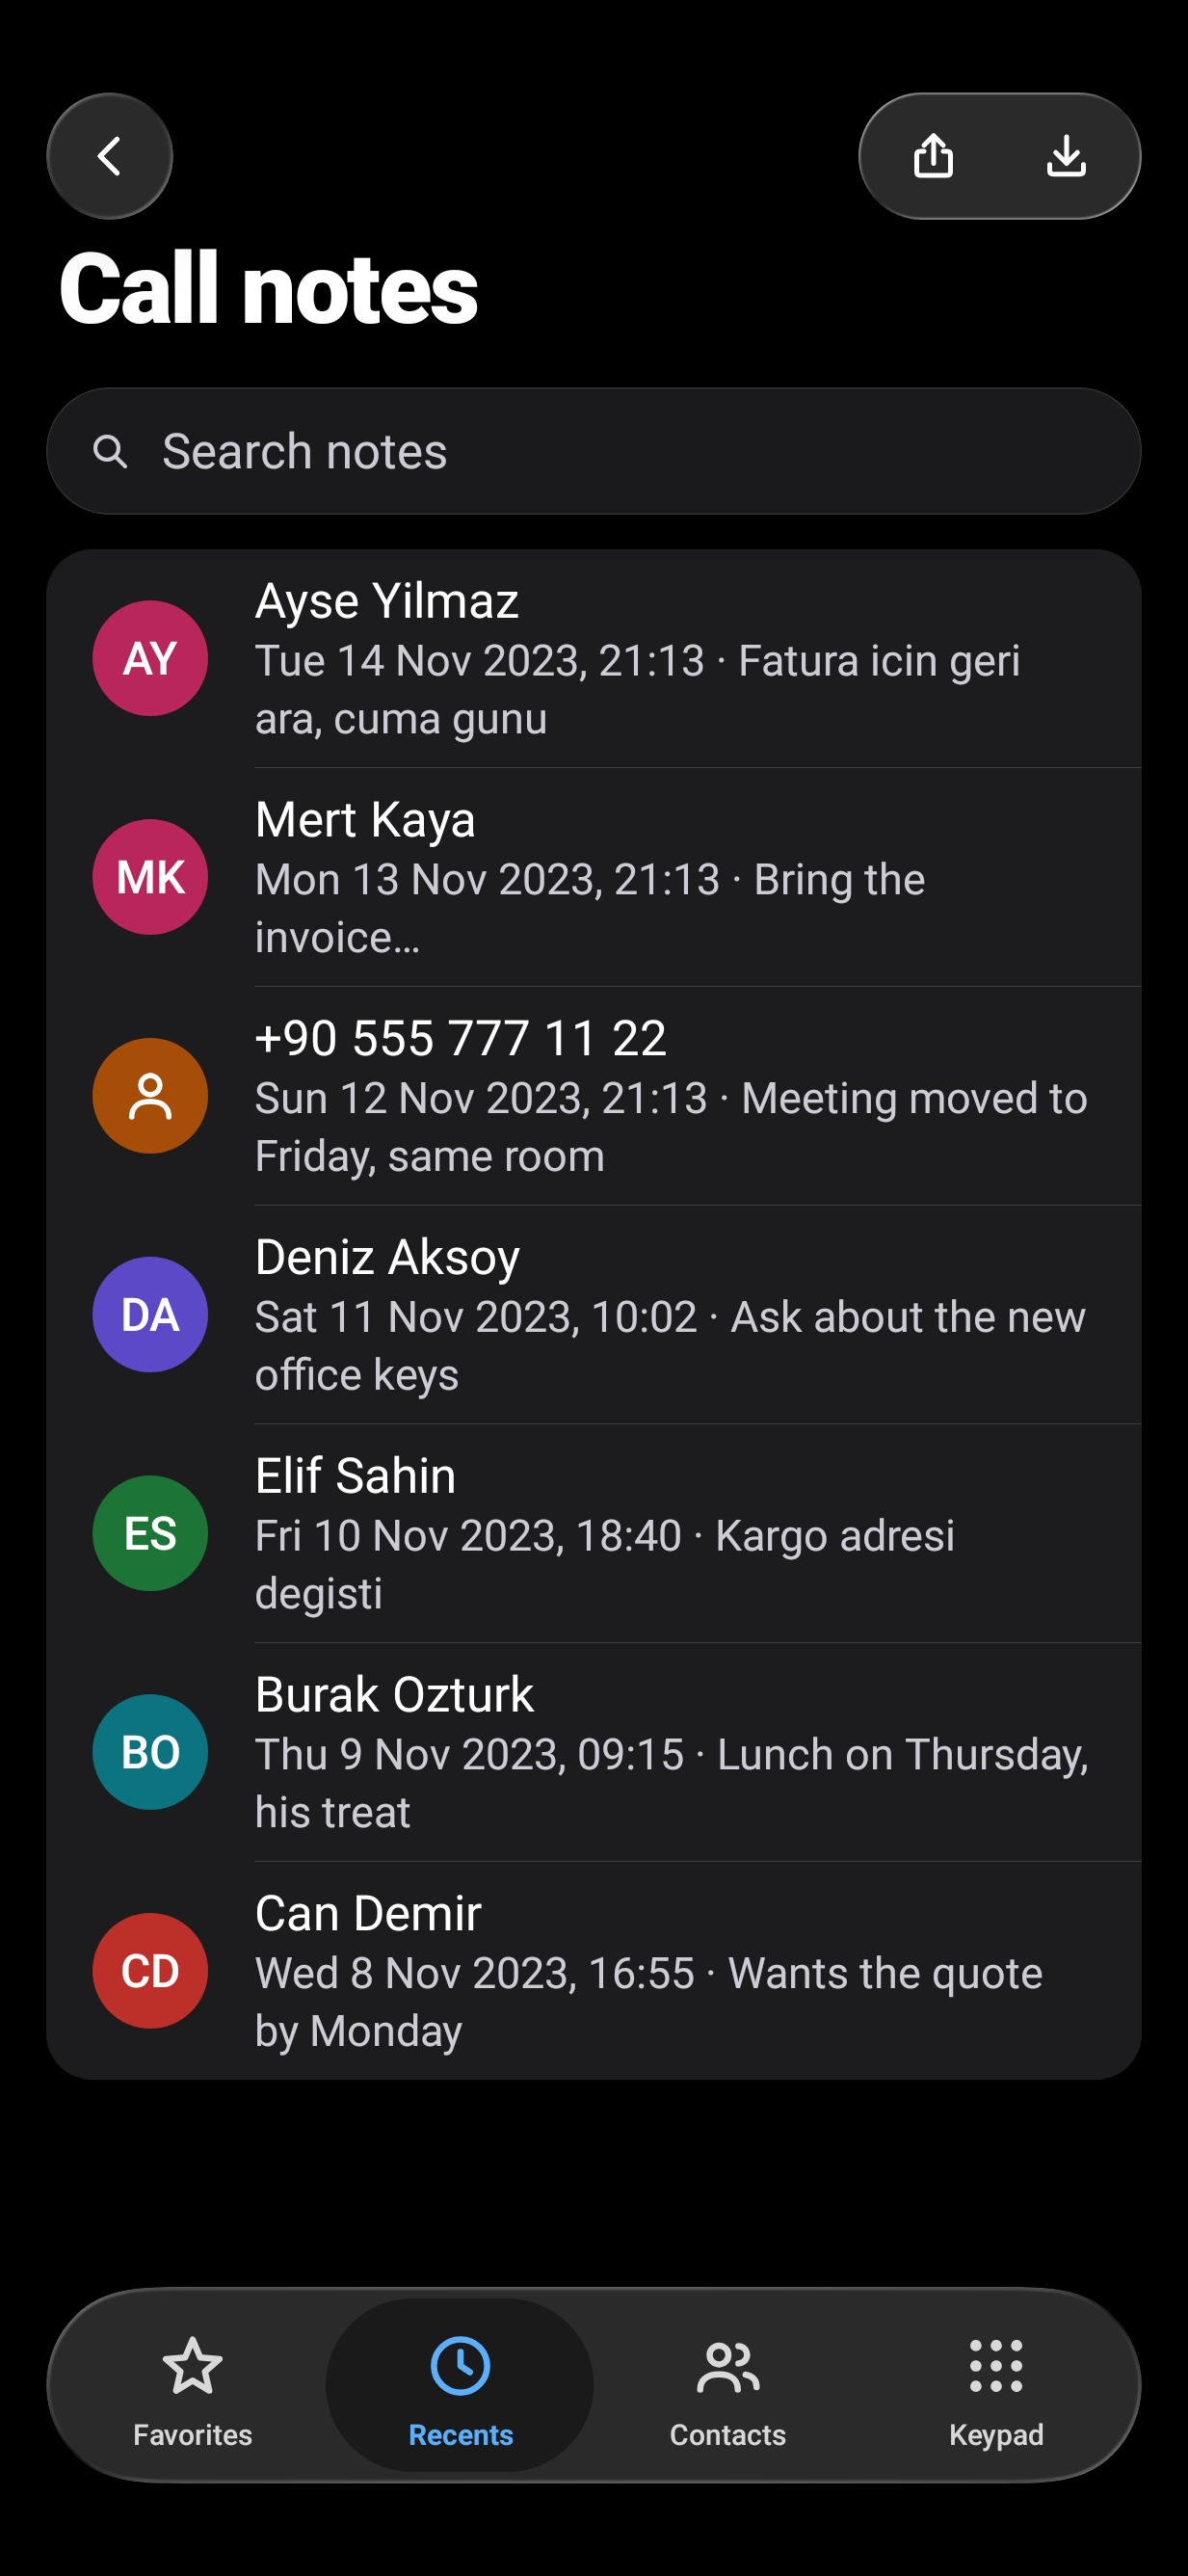 Call notes
Search notes
AY
Ayse Yilmaz
Tue 14 Nov 2023, 21:13 · Fatura icin geri
ara, cuma gunu
MK
Mert Kaya
Mon 13 Nov 2023, 21:13 · Bring the
invoice…
+90 555 777 11 22
Sun 12 Nov 2023, 21:13 · Meeting moved to
Friday, same room
DA
Deniz Aksoy
Sat 11 Nov 2023, 10:02 · Ask about the new
office keys
ES
Elif Sahin
Fri 10 Nov 2023, 18:40 · Kargo adresi
degisti
BO
Burak Ozturk
Thu 9 Nov 2023, 09:15 · Lunch on Thursday,
his treat
CD
Can Demir
Wed 8 Nov 2023, 16:55 · Wants the quote
by Monday
Favorites
Recents
Contacts
Keypad